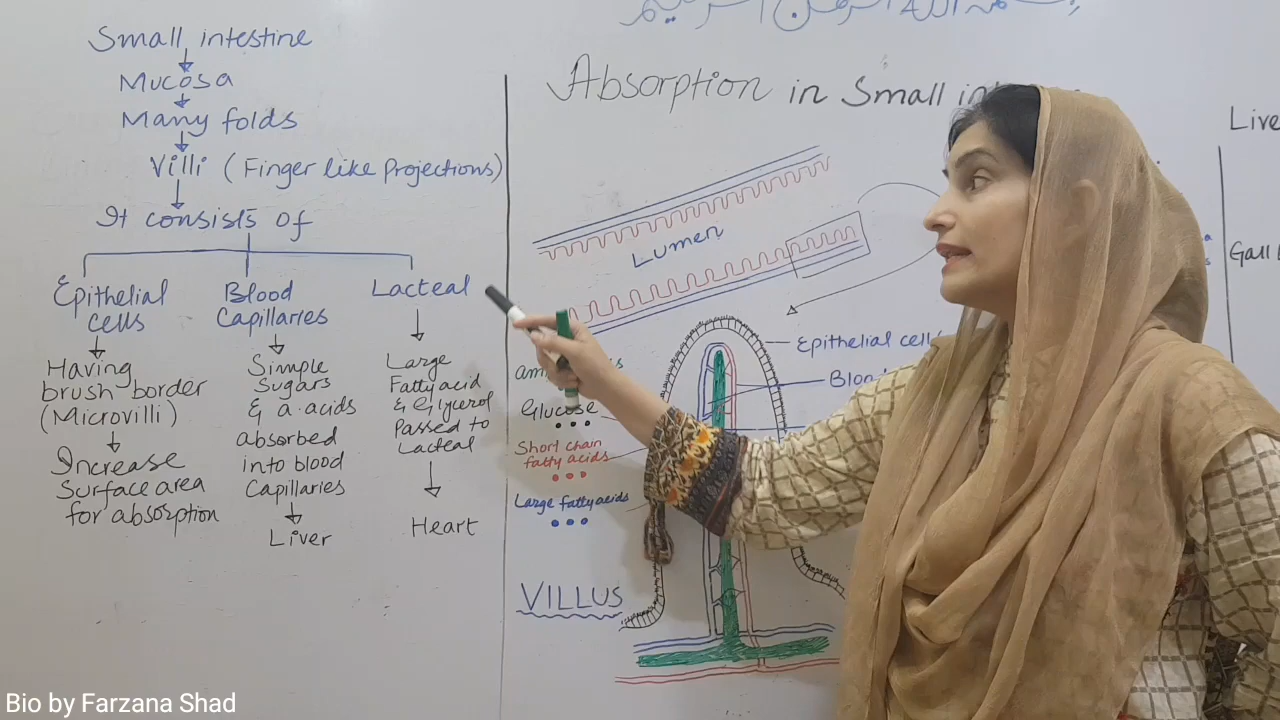 Small intestine
Mucosa
Many folds
Villi (Finger like Projections)
It consists of
Epithelial
cells
Having
brush border
(Microvilli)
Increase
Surface area
for absorption
Blood
Capillaries
Simple
Sugars
& a.acids
absorbed
into blood
Capillaries
Liver
Lacteal
Large
Fatty acid
& Glycerol
Passed to
Lacteal
Heart
Absorption in Small
Lumen
Epithelial cell
Glucose
Short chain
fatty acids
Large fatty acids
VILLUS
Bio by Farzana Shad